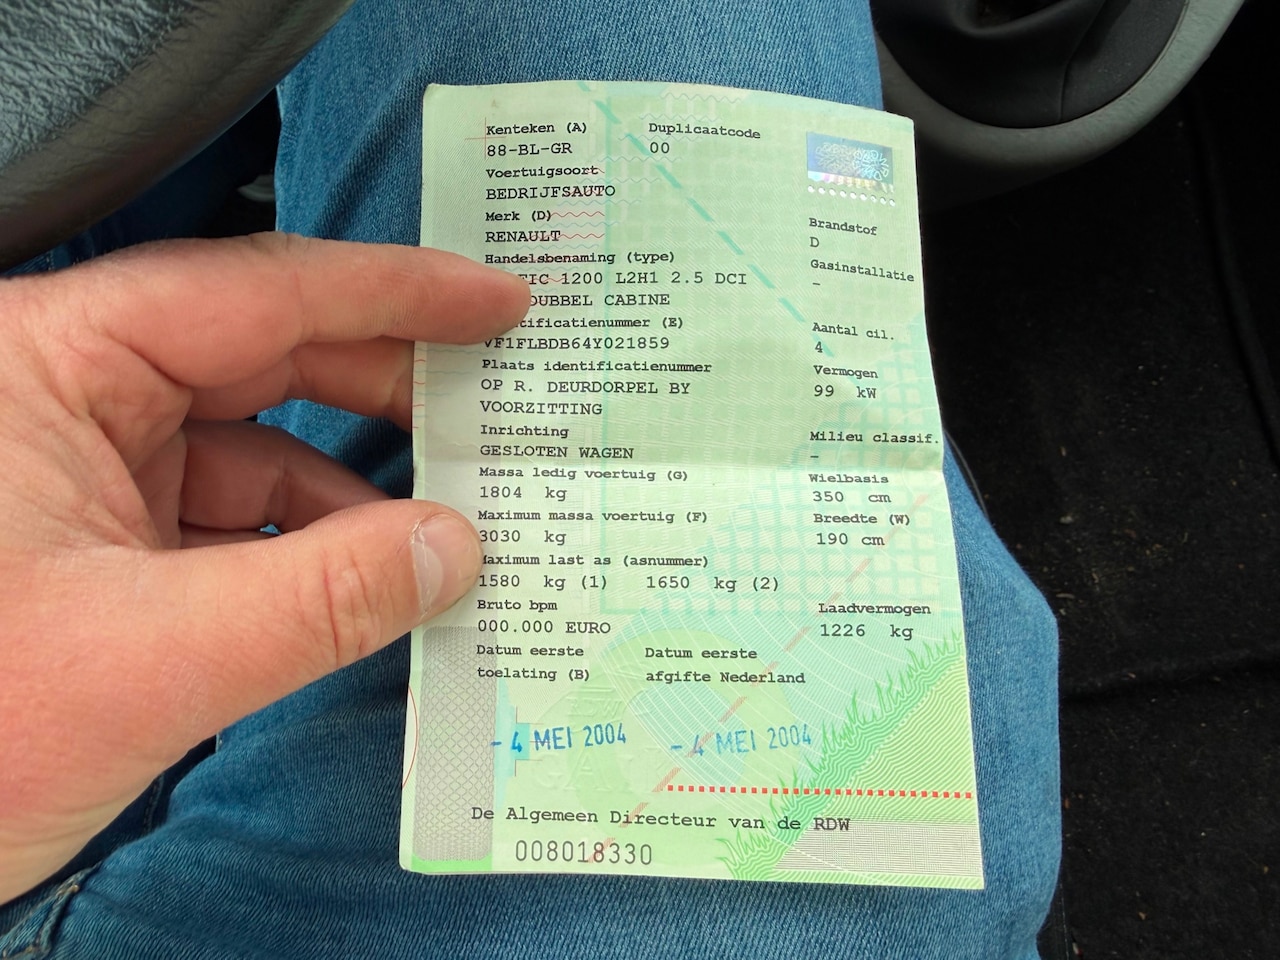 Kenteken (A) Duplicaatcode
88-BL-GR 00
Voertuigsoort
BEDRIJFSAUTO
Merk (D)
RENAULT
Brandstof
D
Handelsbenaming (type)
1200 L2H1 2.5 DCI
CABINE
Gasinstallatie
-
(E)
VF1FLBDB64Y021859
Aantal cil.
4
Plaats identificatienummer
OP R. DEURDORPEL BY
VOORZITTING
Vermogen
99 kW
Inrichting
GESLOTEN WAGEN
Milieu classif.
-
Massa ledig voertuig (G)
1804 kg
Wielbasis
350 cm
Maximum massa voertuig (F)
3030 kg
Breedte (W)
190 cm
Maximum last as (asnummer)
1580 kg (1) 1650 kg (2)
Bruto bpm
000.000 EURO
Laadvermogen
1226 kg
Datum eerste
toelating (B)
Datum eerste
afgifte Nederland
- 4 MEI 2004 - 4 MEI 2004
De Algemeen Directeur van de RDW
008018330